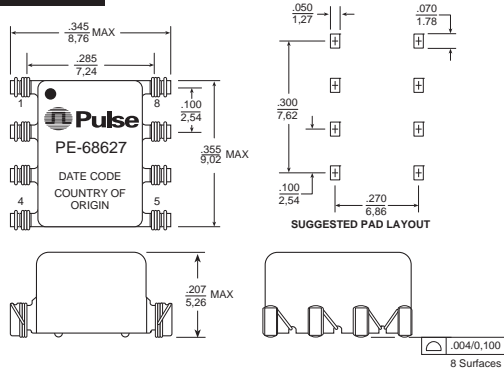 .345
8,76
MAX
.285
7,24
1
8
.100
2,54
Pulse
PE-68627
DATE CODE
COUNTRY OF
ORIGIN
.355
9,02
MAX
4
5
.050
1,27
.070
1.78
.300
7,62
.100
2,54
.270
6,86
SUGGESTED PAD LAYOUT
.207
5,26
MAX
.004/0,100
8 Surfaces